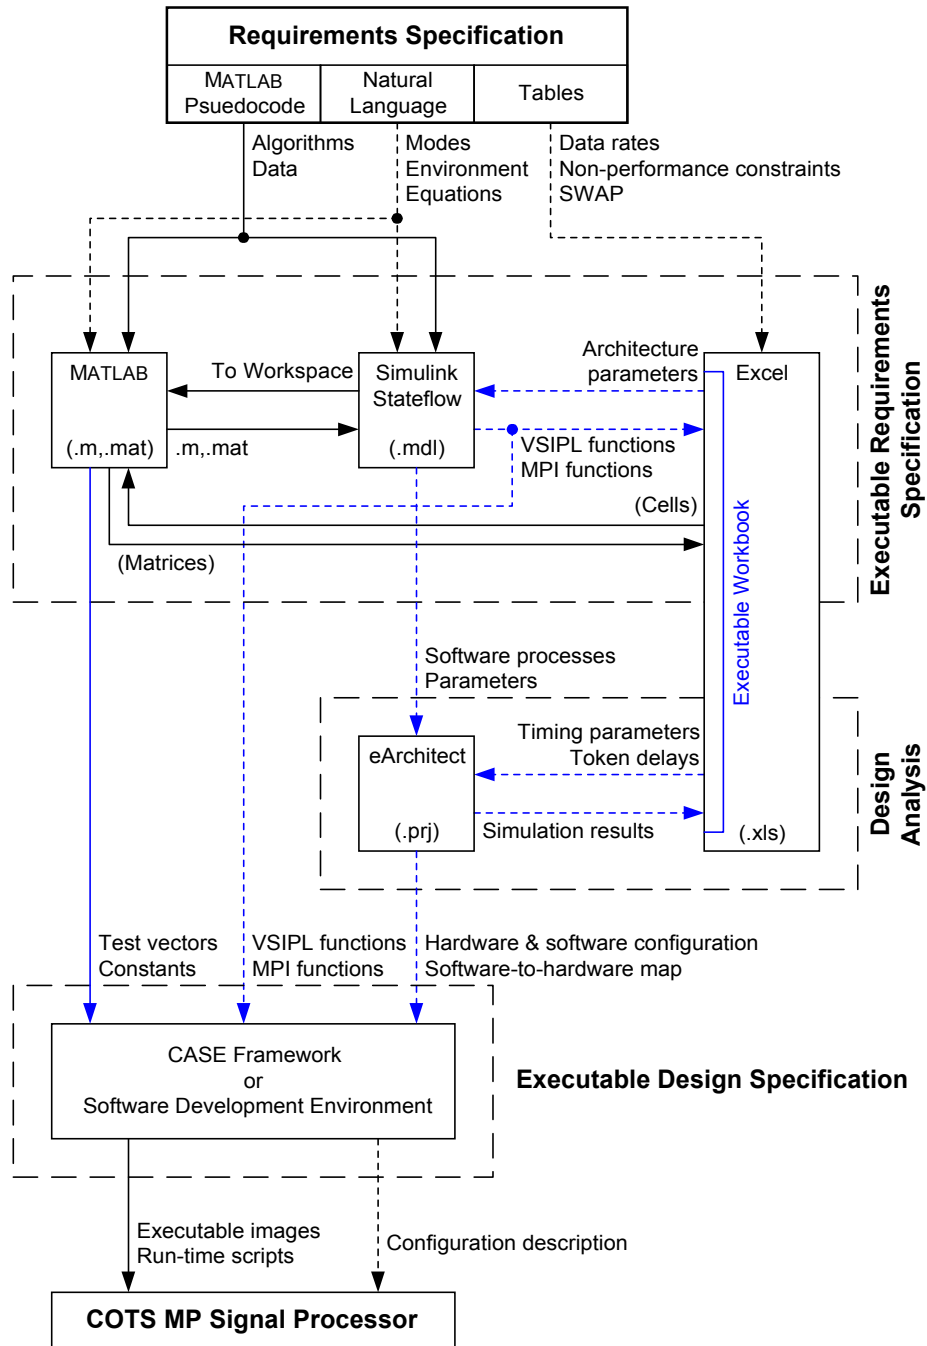 Requirements Specification
MATLAB
Psuedocode
Natural
Language
Tables
Algorithms
Data
Modes
Environment
Equations
Data rates
Non-performance constraints
SWAP
Executable Requirements
Specification
MATLAB
(.m,.mat)
To Workspace
.m,.mat
Simulink
Stateflow
(.mdl)
Architecture
parameters
VSIPL functions
MPI functions
Excel
(Cells)
(Matrices)
Executable Workbook
Software processes
Parameters
Design
Analysis
eArchitect
(.prj)
Timing parameters
Token delays
Simulation results
(.xls)
Test vectors
Constants
VSIPL functions
MPI functions
Hardware & software configuration
Software-to-hardware map
CASE Framework
or
Software Development Environment
Executable Design Specification
Executable images
Run-time scripts
Configuration description
COTS MP Signal Processor